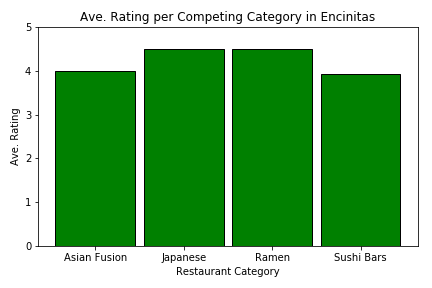 Ave. Rating per Competing Category in Encinitas
5
4
3
2
1
0
Ave. Rating
Asian Fusion Japanese Ramen Sushi Bars
Restaurant Category